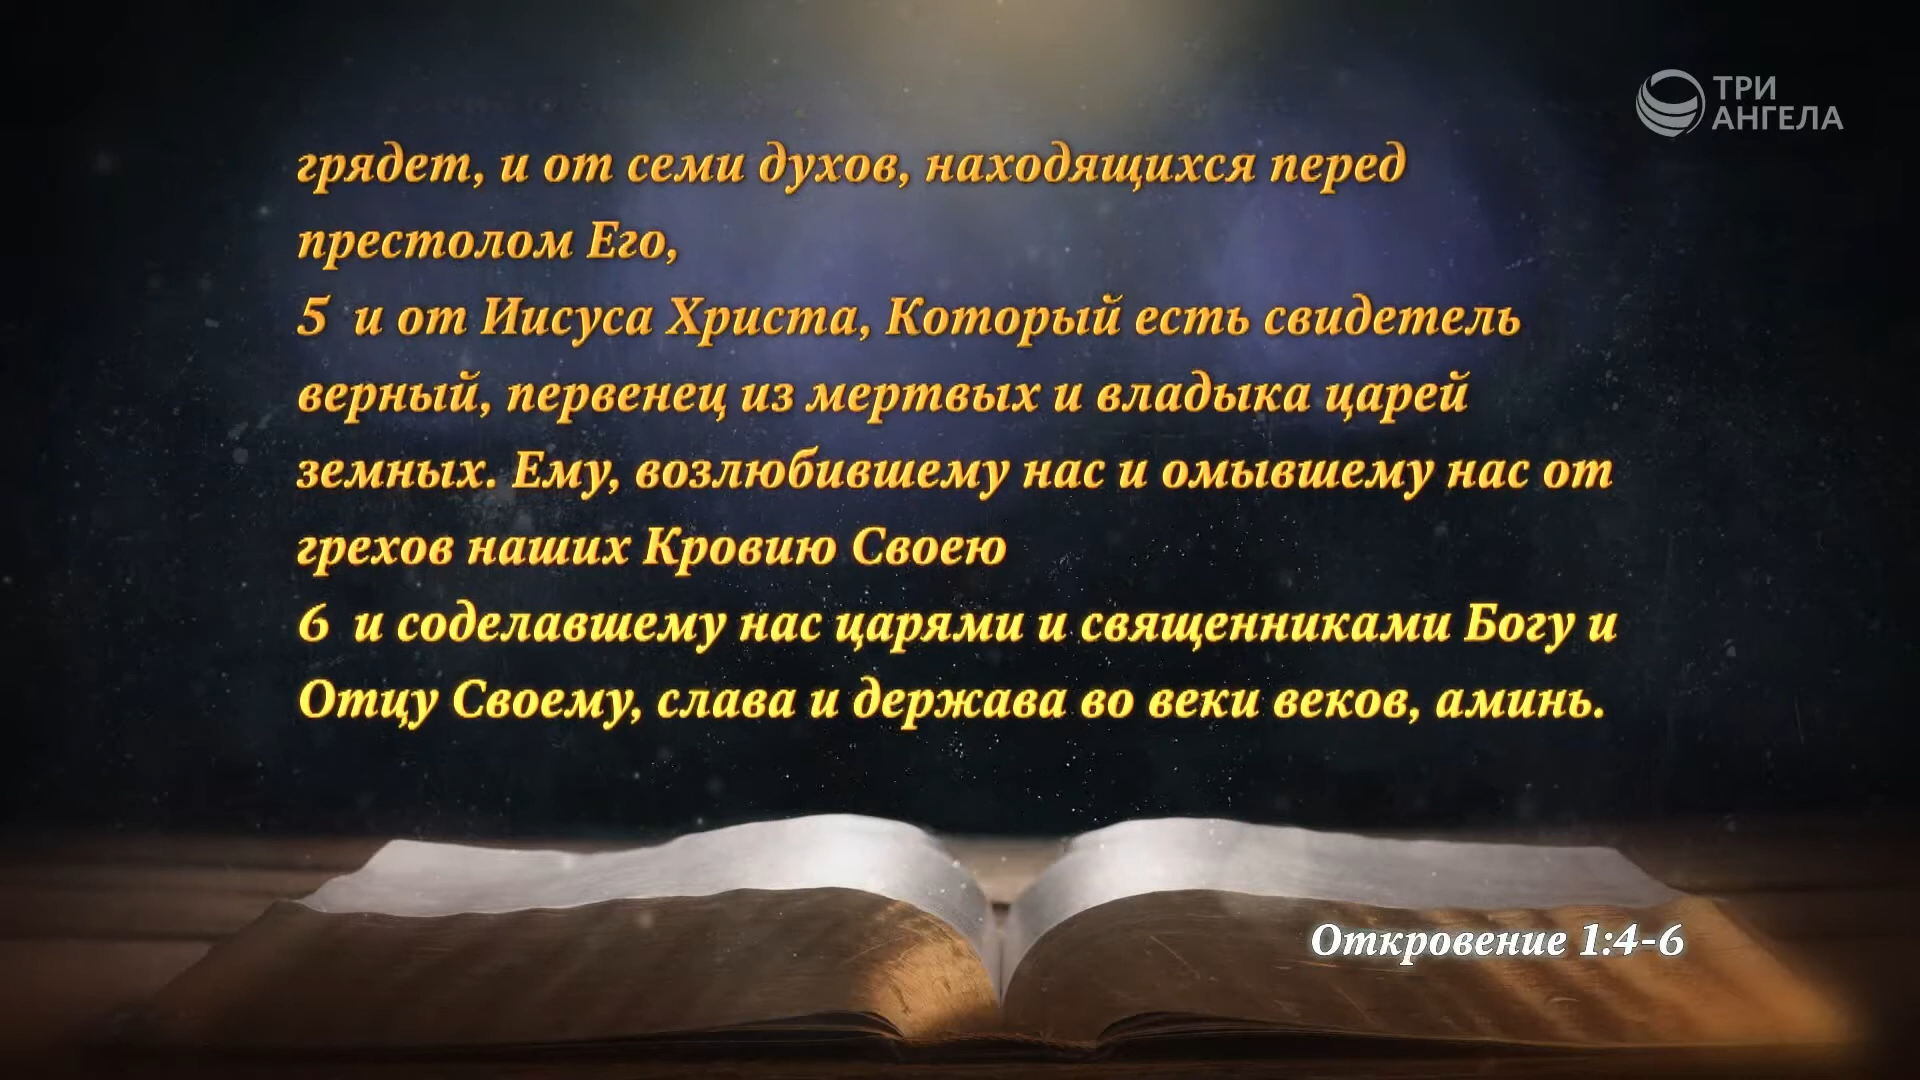 ТРИ
АНГЕЛА
грядет, и от семи духов, находящихся перед
престолом Его,
5 и от Иисуса Христа, Который есть свидетель
верный, первенец из мертвых и владыка царей
земных. Ему, возлюбившему нас и омывшему нас от
грехов наших Кровию Своею
6 и соделавшему нас царями и священниками Богу и
Отцу Своему, слава и держава во веки веков, аминь.
Откровение 1:4-6